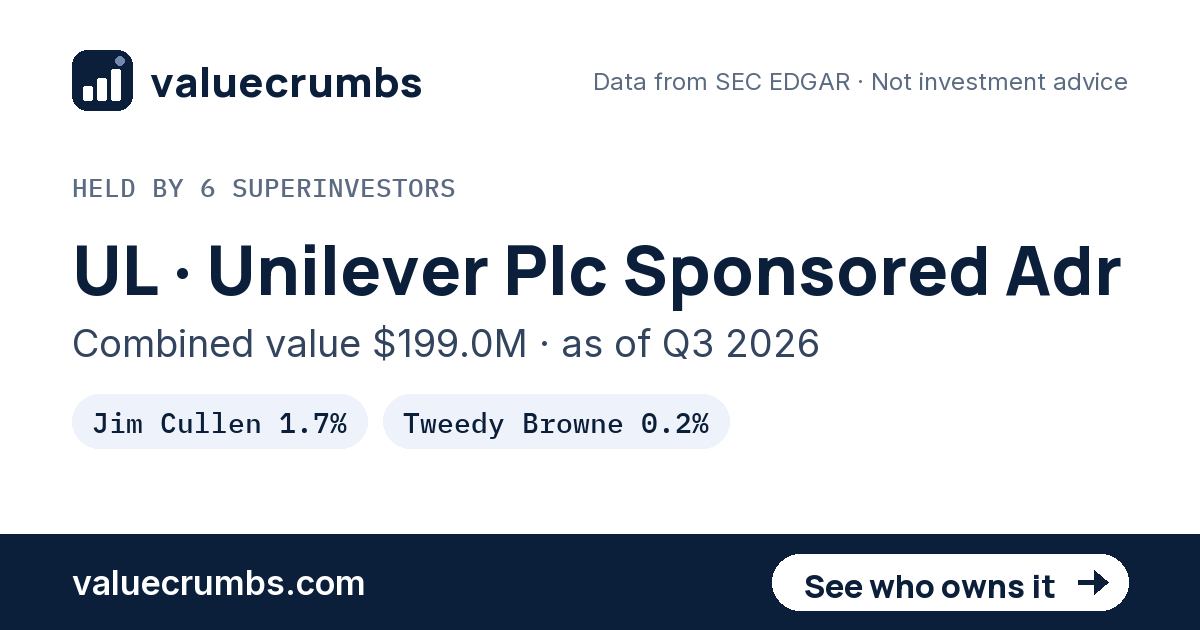 valuecrumbs
Data from SEC EDGAR · Not investment advice
HELD BY 6 SUPERINVESTORS
UL · Unilever Plc Sponsored Adr
Combined value $199.0M · as of Q3 2026
Jim Cullen 1.7%
Tweedy Browne 0.2%
valuecrumbs.com
See who owns it →